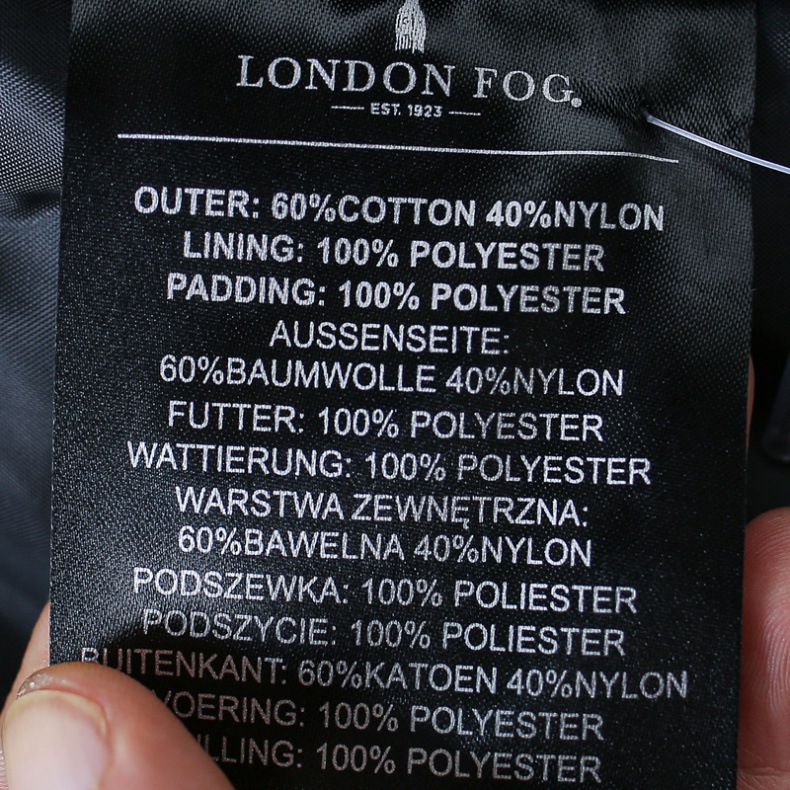 LONDON FOG.
EST. 1923
OUTER: 60%COTTON 40%NYLON
LINING: 100% POLYESTER
PADDING: 100% POLYESTER
AUSSENSEITE:
60%BAUMWOLLE 40%NYLON
FUTTER: 100% POLYESTER
WATTIERUNG: 100% POLYESTER
WARSTWA ZEWNĘTRZNA:
60%BAWELNA 40%NYLON
PODSZEWKA: 100% POLIESTER
PODSZYCIE: 100% POLIESTER
BUITENKANT: 60%KATOEN 40%NYLON
VOERING: 100% POLYESTER
100% POLYESTER